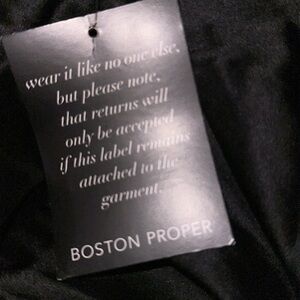 wear it like no one else,
but please note,
that returns will
only be accepted
if this label remains
attached to the
garment.
BOSTON PROPER